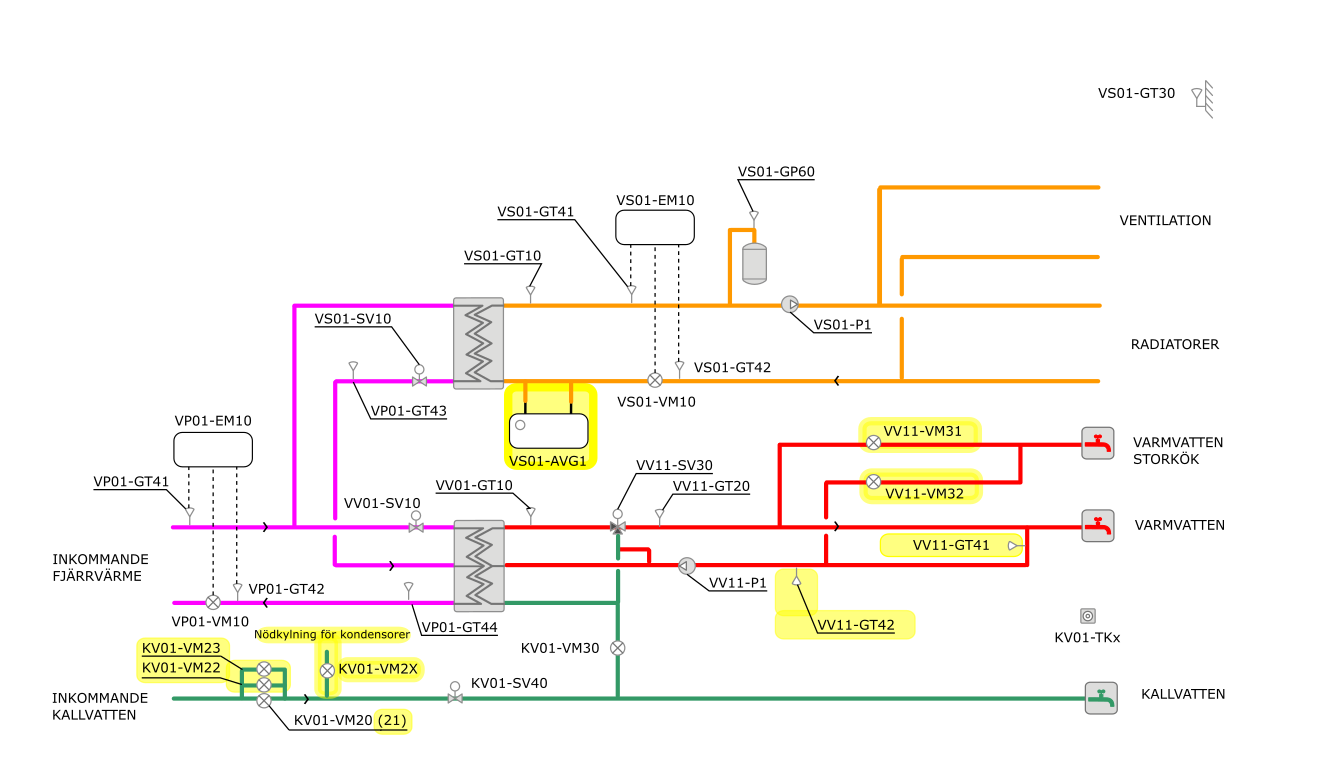 VS01-GT30
VS01-GP60
VS01-EM10
VS01-GT41
VENTILATION
VS01-GT10
VS01-SV10
VS01-P1
RADIATORER
VS01-GT42
VS01-VM10
VP01-GT43
VP01-EM10
VV11-VM31
VARMVATTEN
STORKÖK
VS01-AVG1
VV11-SV30
VP01-GT41
VV11-GT10
VV11-GT20
VV11-VM32
VV01-SV10
VARMVATTEN
VV11-GT41
INKOMMANDE
FJÄRRVÄRME
VV11-P1
VP01-GT42
VP01-VM10
VP01-GT44
VV11-GT42
Nödkylning för kondensorer
KV01-TKx
KV01-VM23
KV01-VM30
KV01-VM22
KV01-VM2X
KV01-SV40
INKOMMANDE
KALLVATTEN
KALLVATTEN
KV01-VM20 (21)